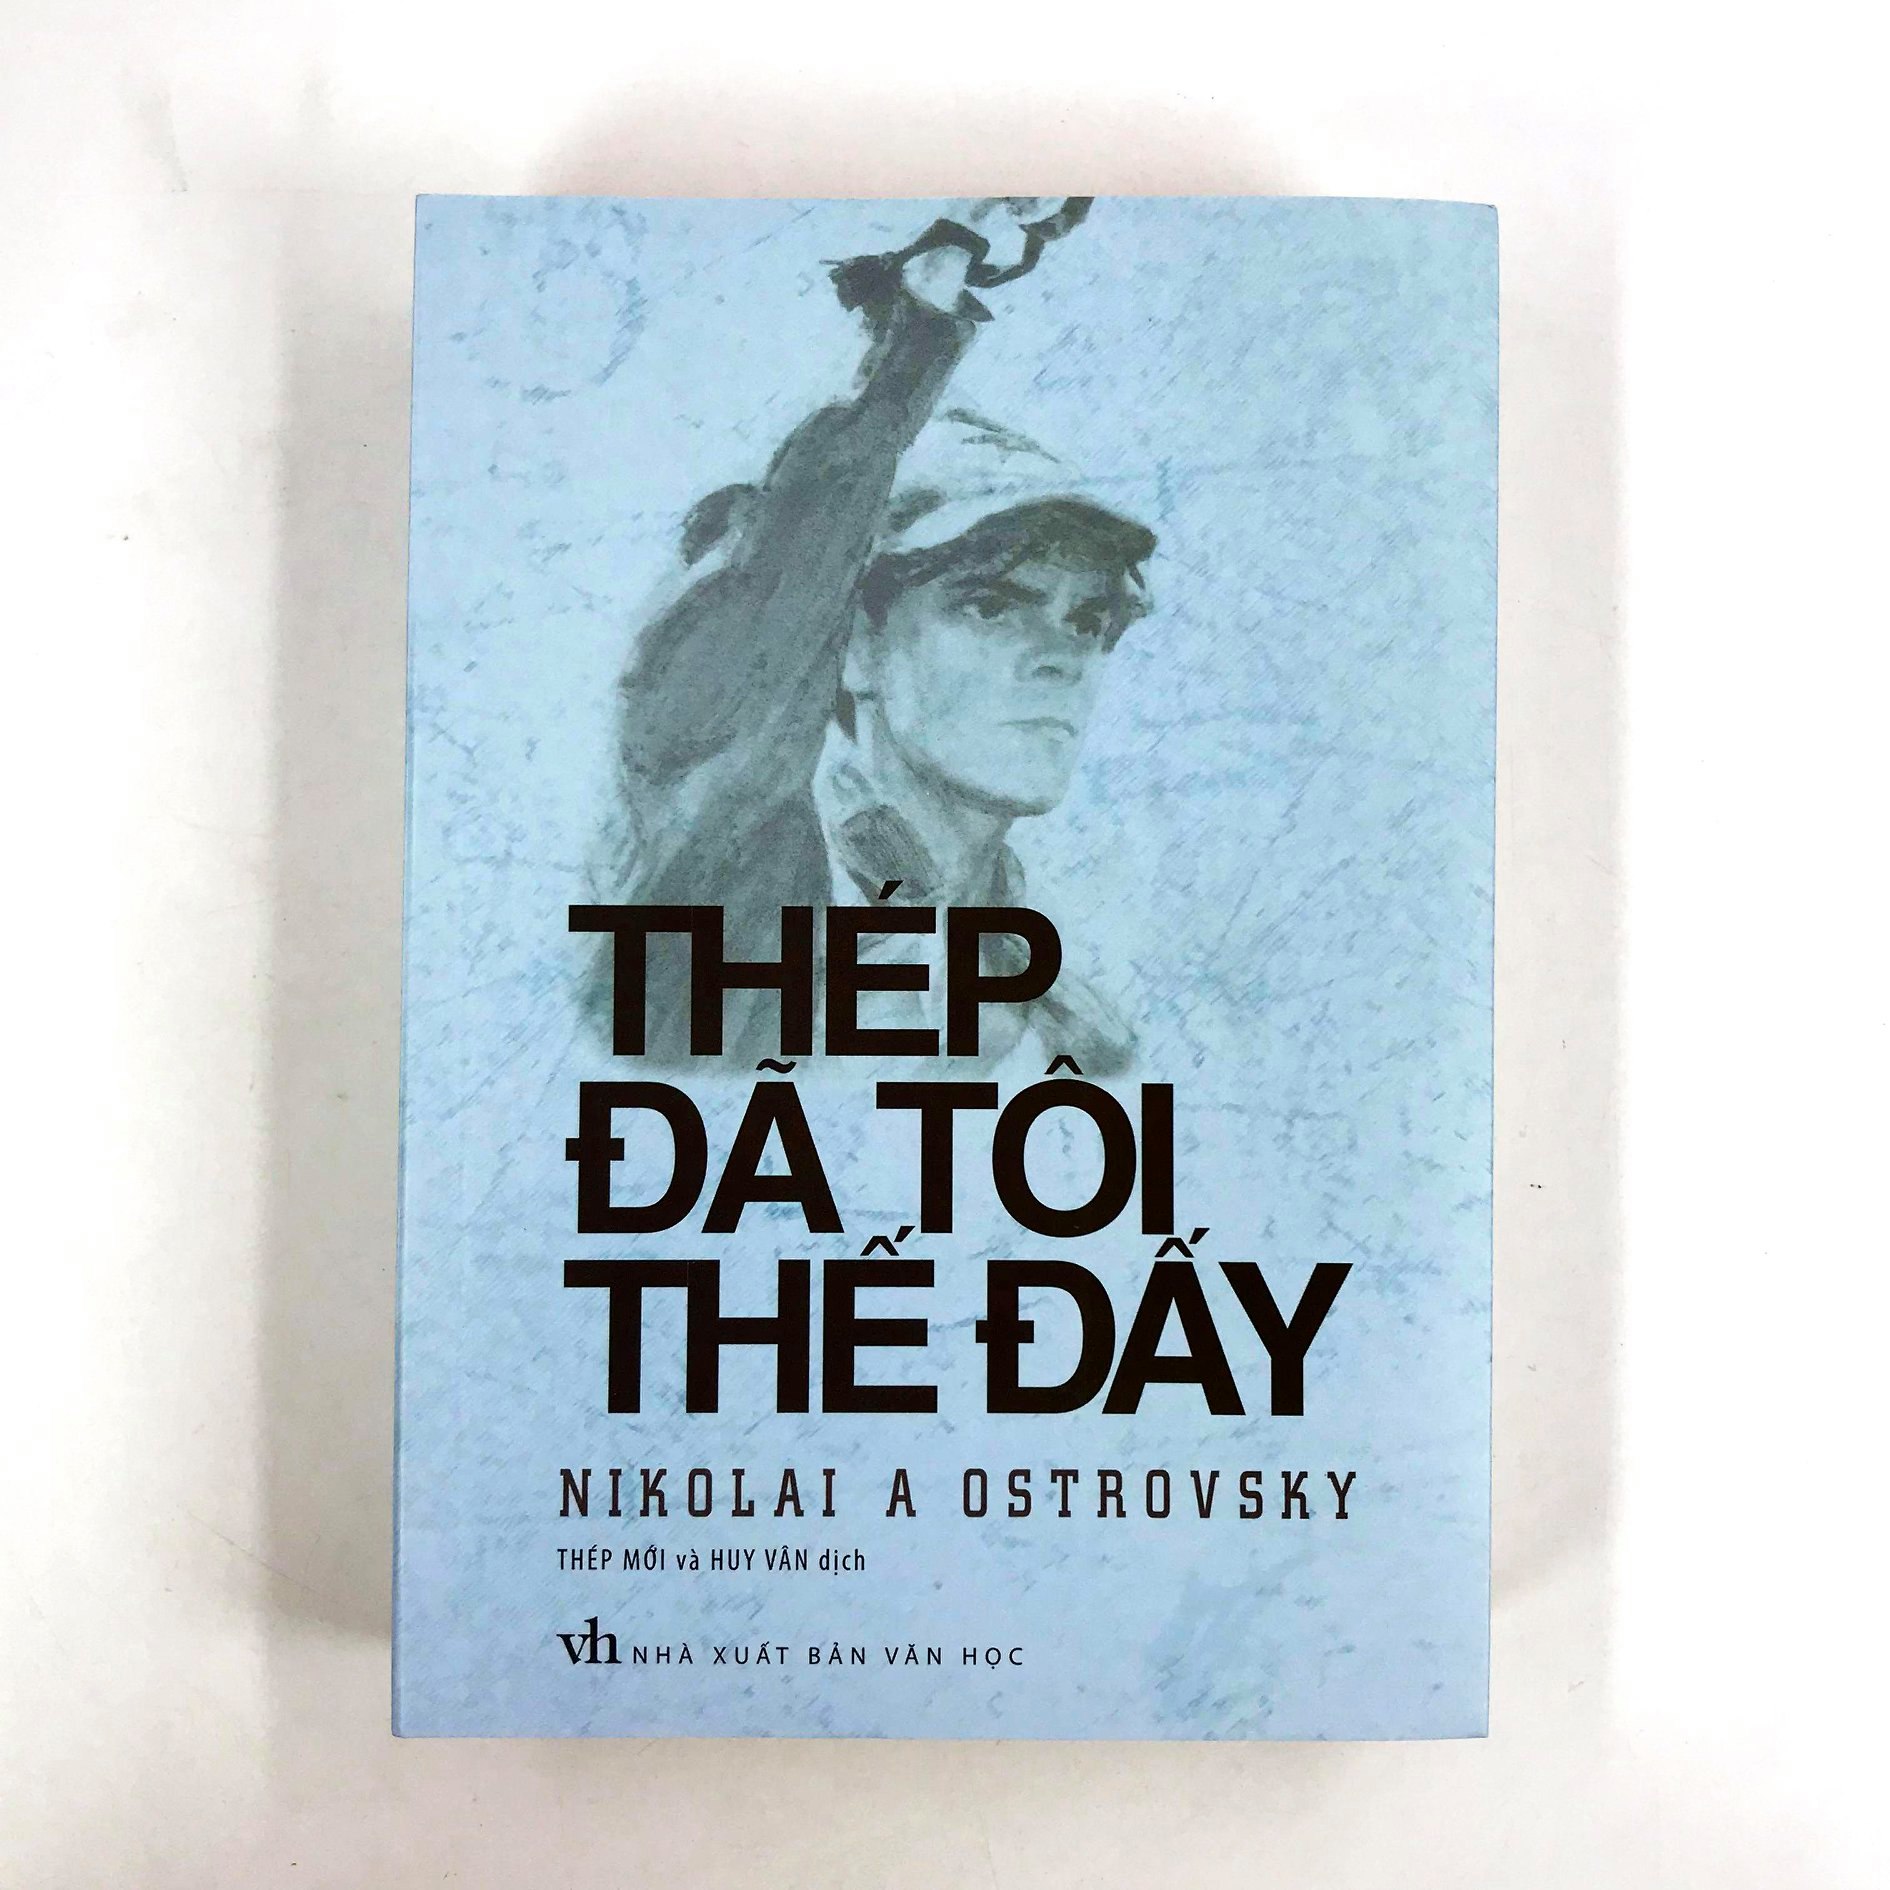 THÉP
ĐÃ TÔI
THẾ ĐẤY
NIKOLAI A OSTROVSKY
THÉP MỚI và HUY VÂN dịch
vh NHÀ XUẤT BẢN VĂN HỌC